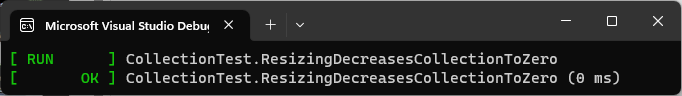 Microsoft Visual Studio Debug
[ RUN      ] CollectionTest.ResizingDecreasesCollectionToZero
[       OK ] CollectionTest.ResizingDecreasesCollectionToZero (0 ms)